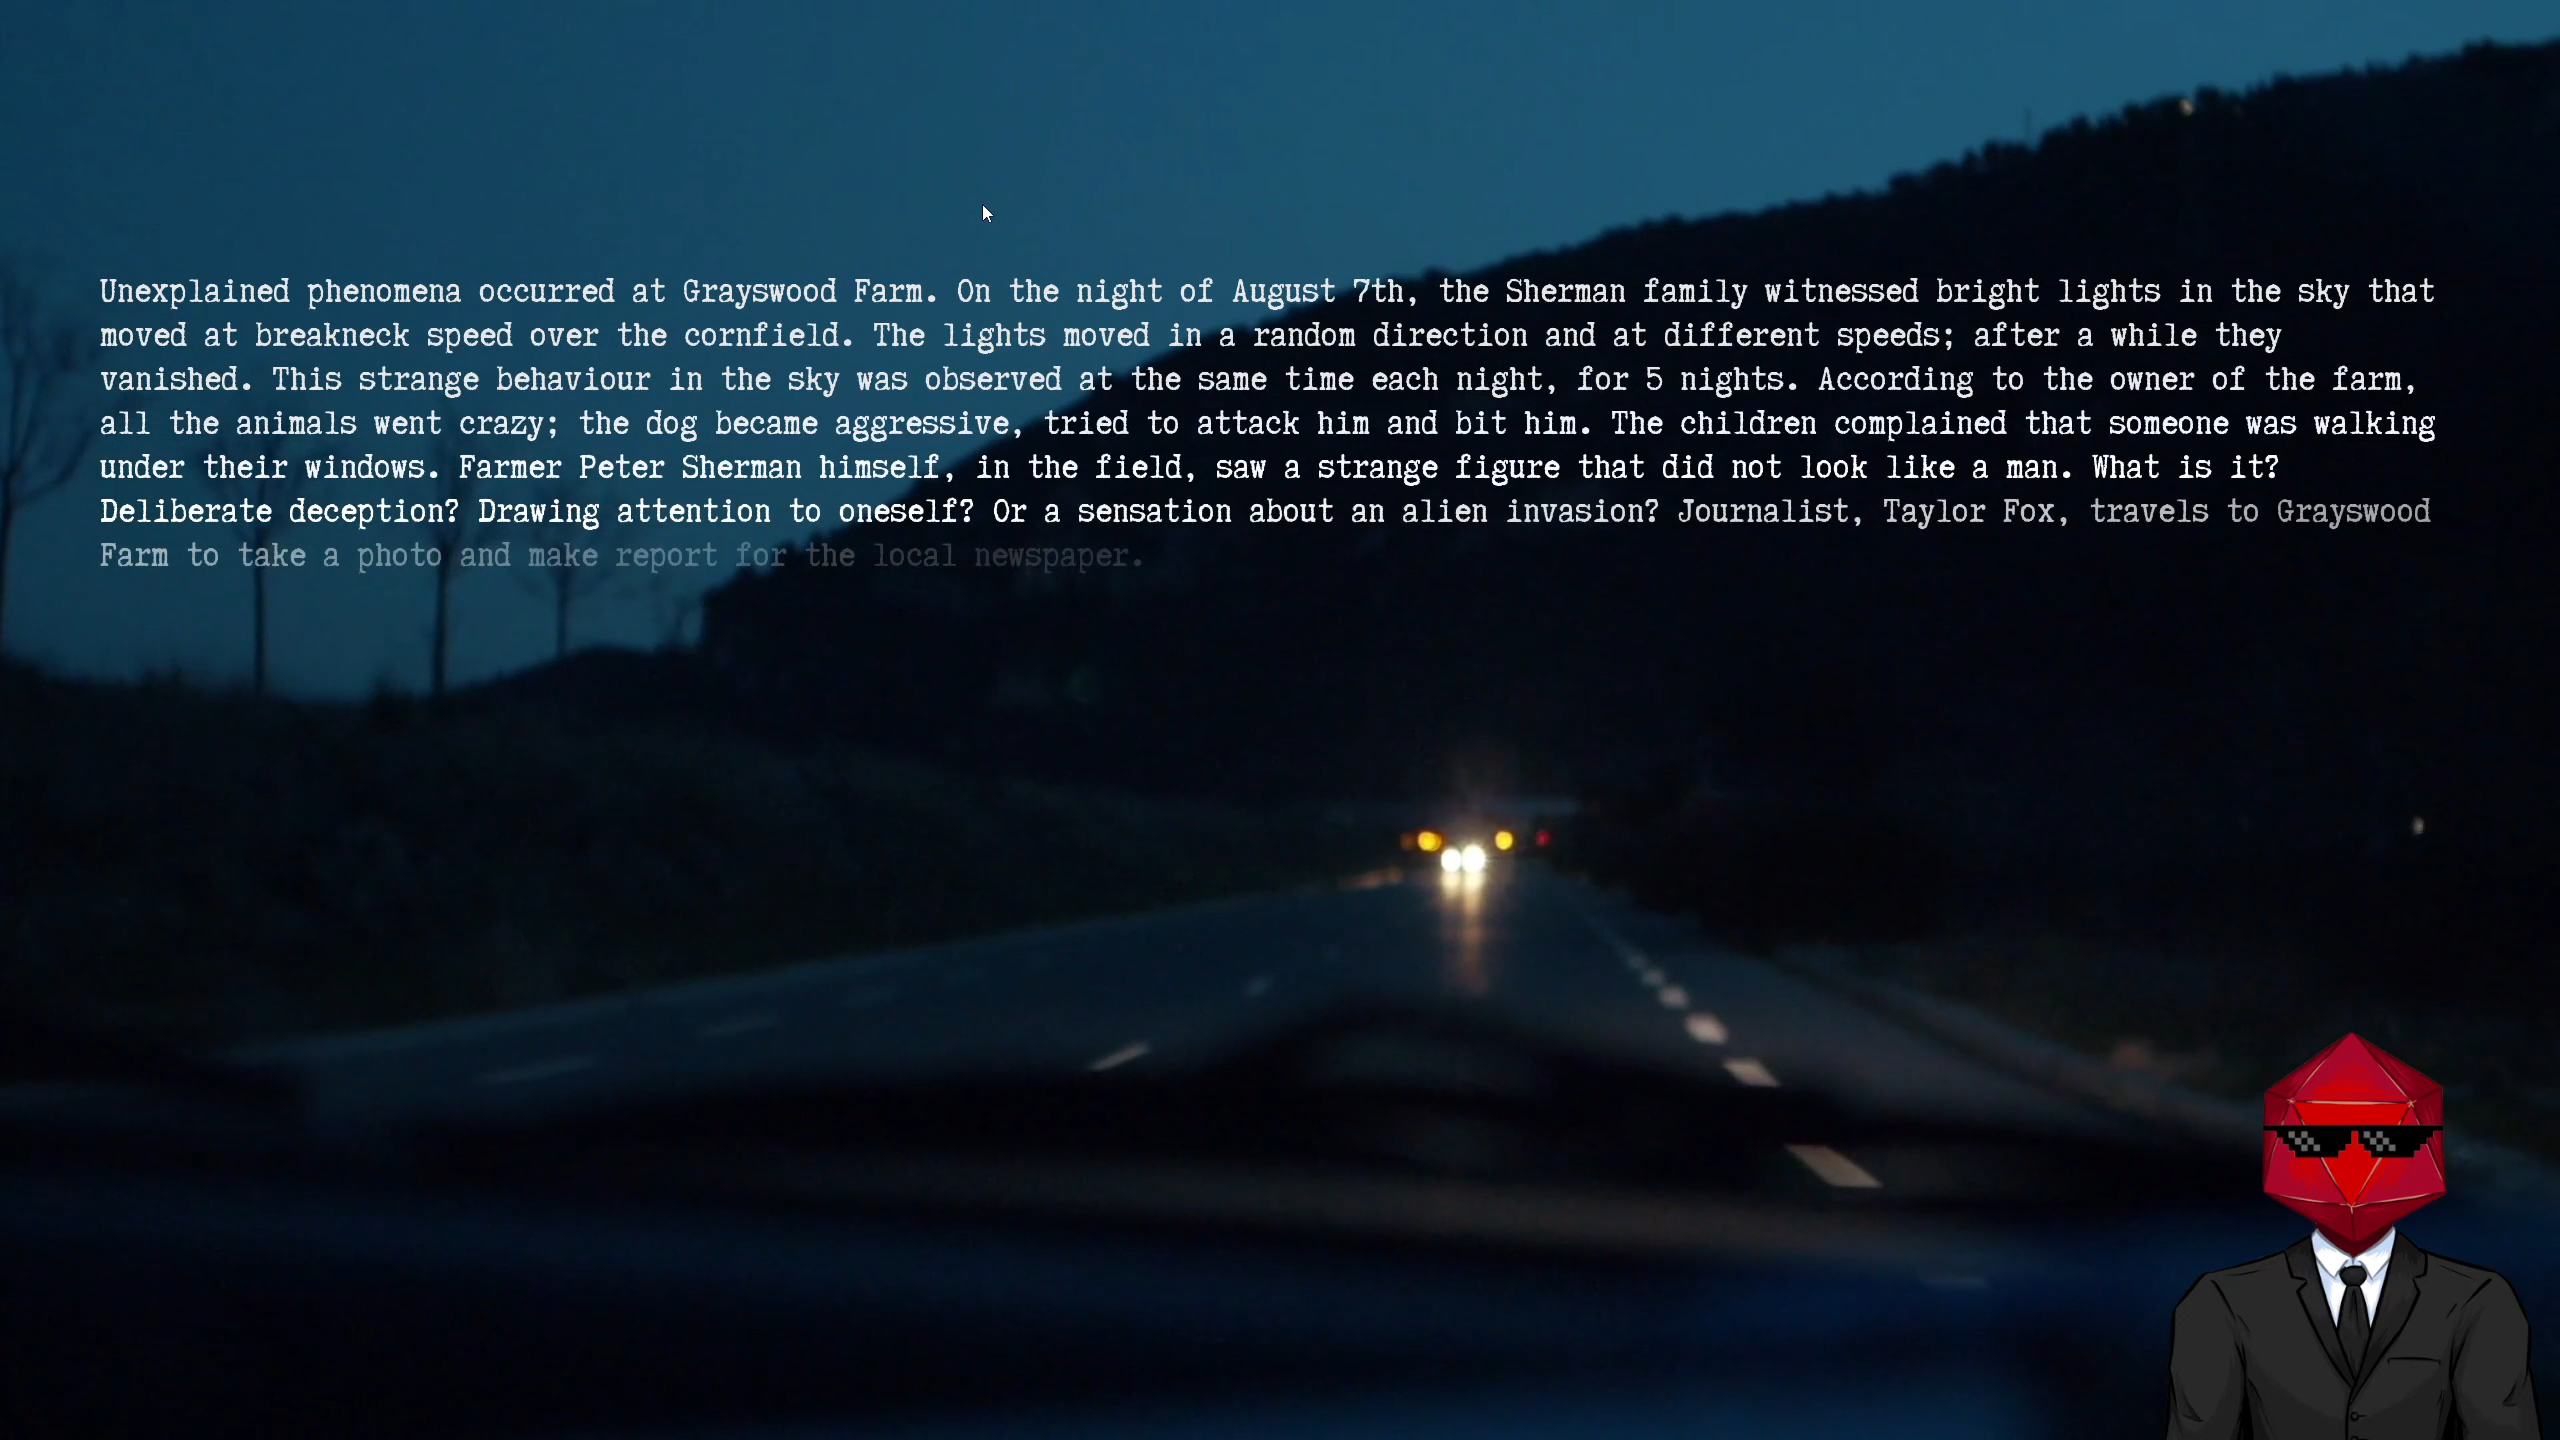 Unexplained phenomena occurred at Grayswood Farm. On the night of August 7th, the Sherman family witnessed bright lights in the sky that
moved at breakneck speed over the cornfield. The lights moved in a random direction and at different speeds; after a while they
vanished. This strange behaviour in the sky was observed at the same time each night, for 5 nights. According to the owner of the farm,
all the animals went crazy; the dog became aggressive, tried to attack him and bit him. The children complained that someone was walking
under their windows. Farmer Peter Sherman himself, in the field, saw a strange figure that did not look like a man. What is it?
Deliberate deception? Drawing attention to oneself? Or a sensation about an alien invasion? Journalist, Taylor Fox, travels to Grayswood
Farm to take a photo and make report for the local newspaper.